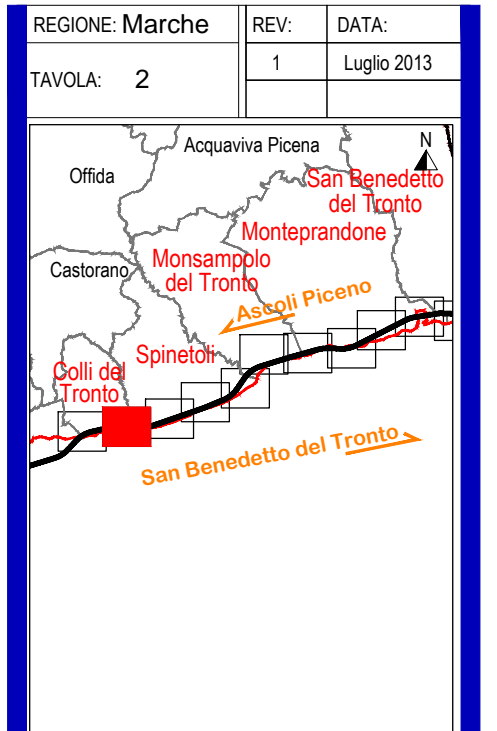 REGIONE: Marche
REV:
DATA:
1
Luglio 2013
TAVOLA: 2
Acquaviva Picena
N
Offida
San Benedetto
del Tronto
Monteprandone
Monsampolo
del Tronto
Castorano
Ascoli Piceno
Spinetoli
Colli del
Tronto
San Benedetto del Tronto